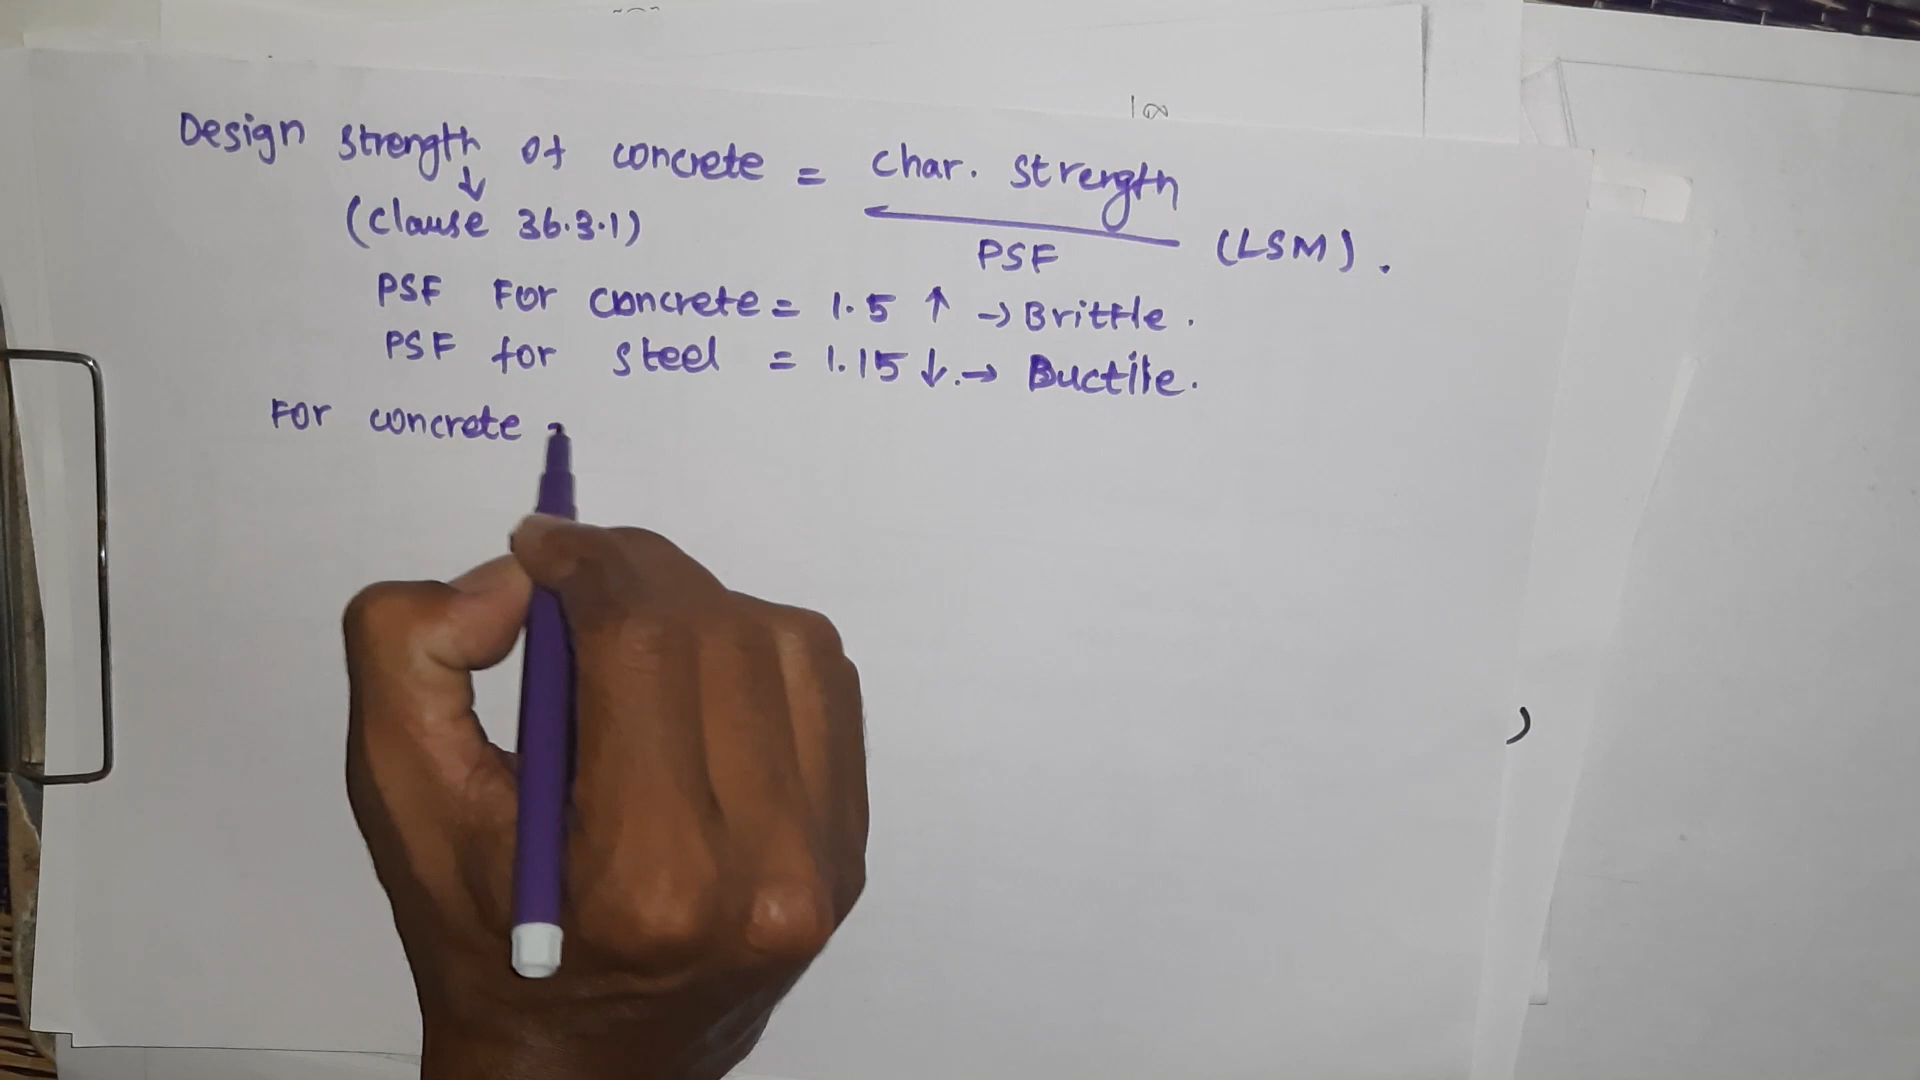 Design strength of concrete = char. strength
PSF (LSM).
(clause 36.3.1)
PSF For concrete = 1.5 ↑ → Brittle.
PSF for steel = 1.15 ↓. → Ductile.
For concrete